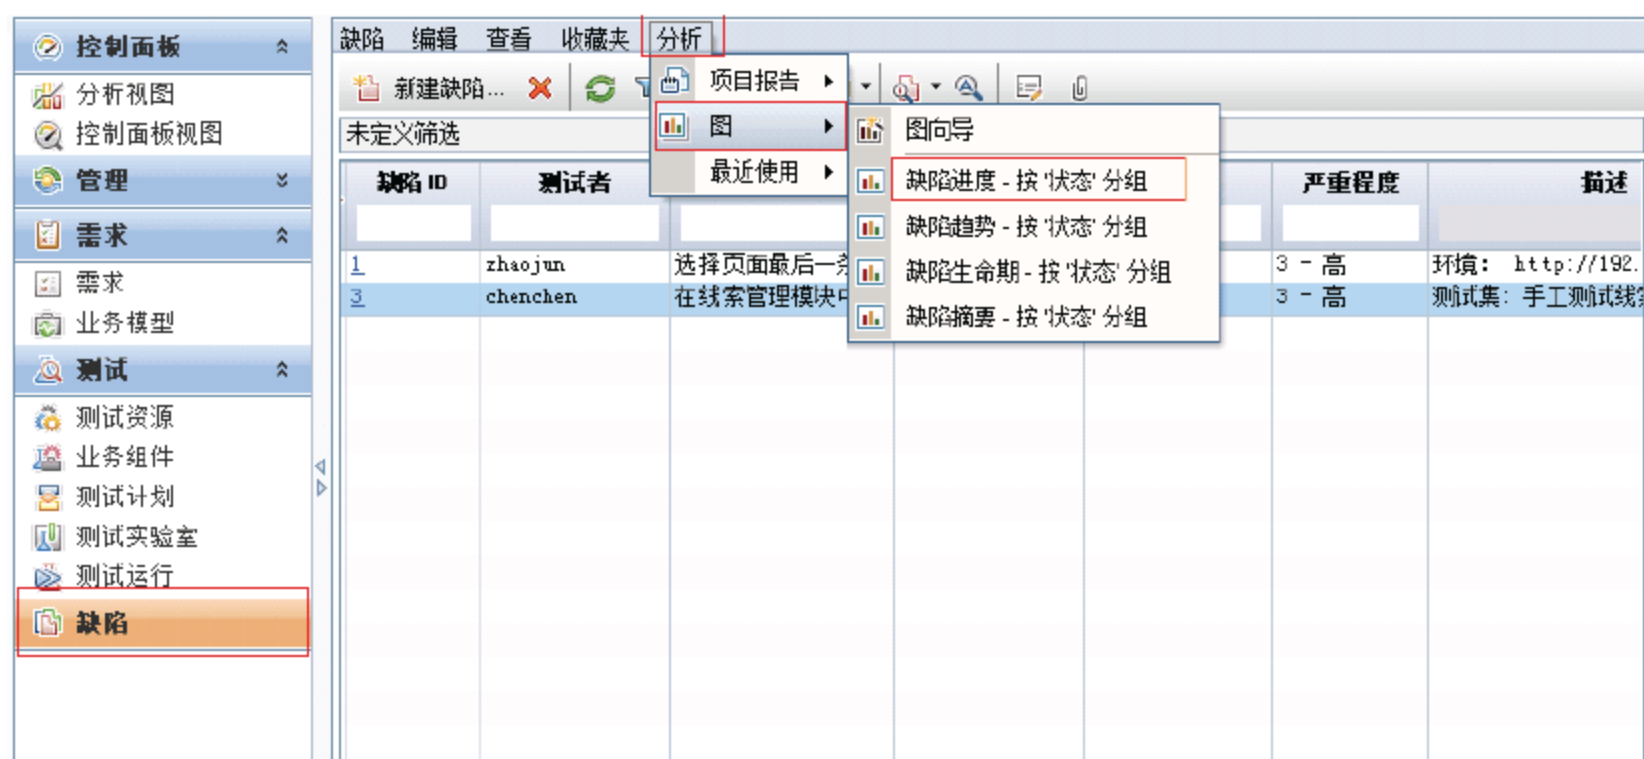 控制面板
分析视图
控制面板视图
管理
需求
需求
业务模型
测试
测试资源
业务组件
测试计划
测试实验室
测试运行
缺陷
缺陷 编辑 查看 收藏夹 分析
新建缺陷...
未定义筛选
项目报告
图
最近使用
图向导
缺陷进度 - 按 '状态' 分组
缺陷趋势 - 按 '状态' 分组
缺陷生命期 - 按 '状态' 分组
缺陷摘要 - 按 '状态' 分组
缺陷 ID 测试者 严重程度 描述
1 zhaojun 选择页面最后一 3 - 高 环境: http://192.
3 chenchen 在线索管理模块 3 - 高 测试集: 手工测试线